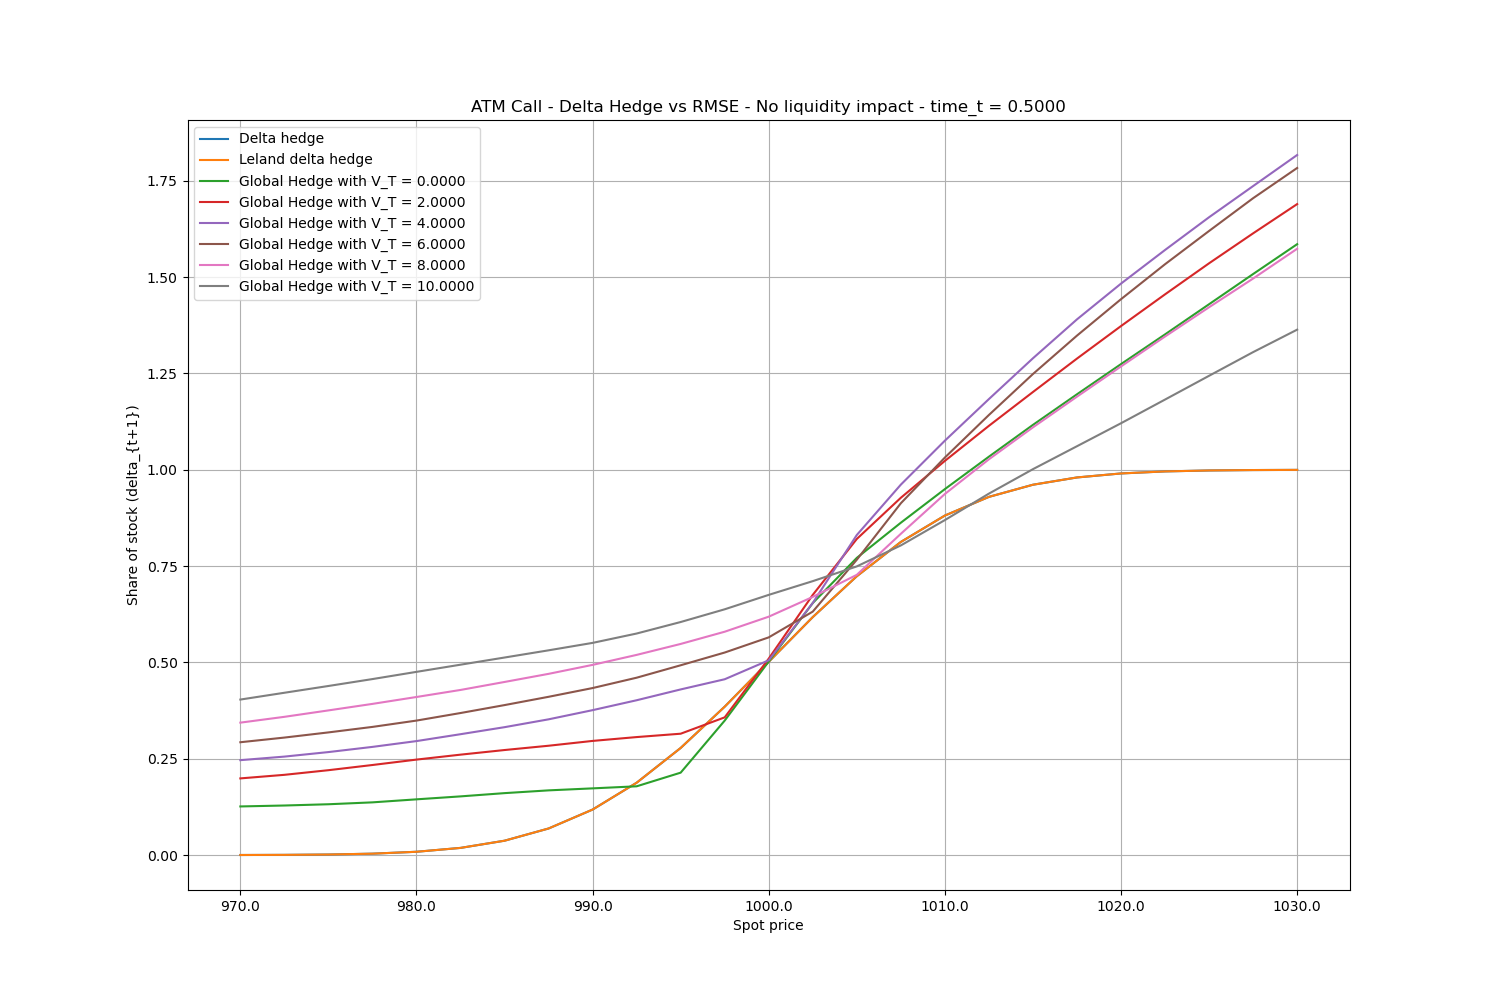 ATM Call - Delta Hedge vs RMSE - No liquidity impact - time_t = 0.5000
Delta hedge
Leland delta hedge
Global Hedge with V_T = 0.0000
Global Hedge with V_T = 2.0000
Global Hedge with V_T = 4.0000
Global Hedge with V_T = 6.0000
Global Hedge with V_T = 8.0000
Global Hedge with V_T = 10.0000
Share of stock (delta_{t+1})
1.75
1.50
1.25
1.00
0.75
0.50
0.25
0.00
970.0 980.0 990.0 1000.0 1010.0 1020.0 1030.0
Spot price